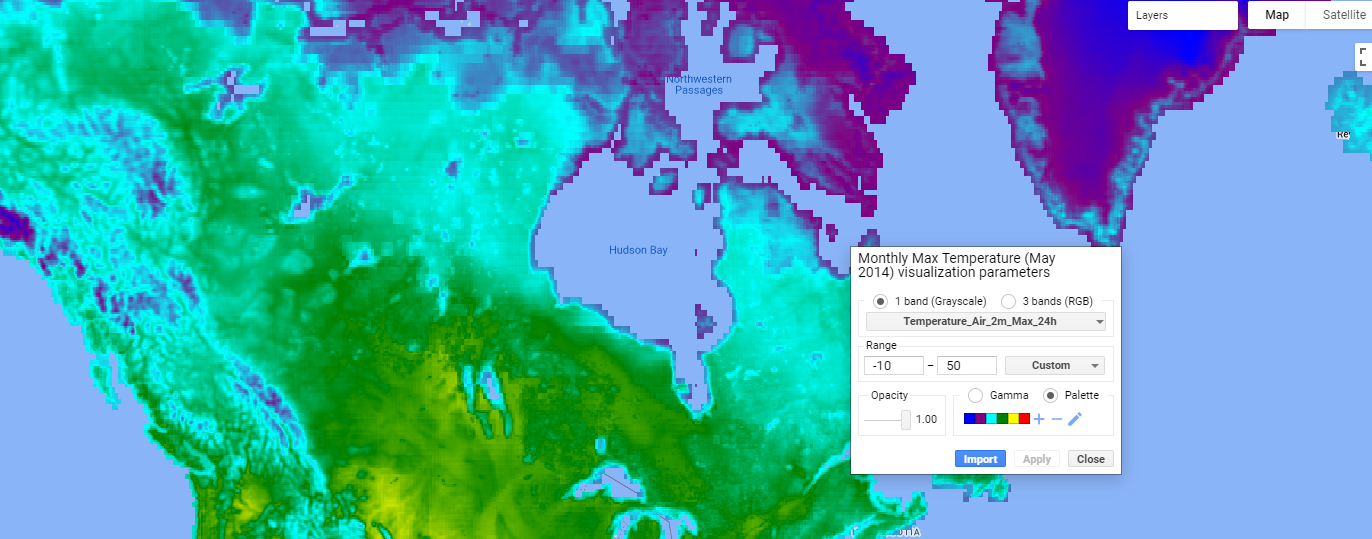 Layers
Map
Satellite
Northwestern
Passages
Hudson Bay
Monthly Max Temperature (May
2014) visualization parameters
1 band (Grayscale)
3 bands (RGB)
Temperature_Air_2m_Max_24h
Range
-10
–
50
Custom
Opacity
1.00
Gamma
Palette
Import
Apply
Close